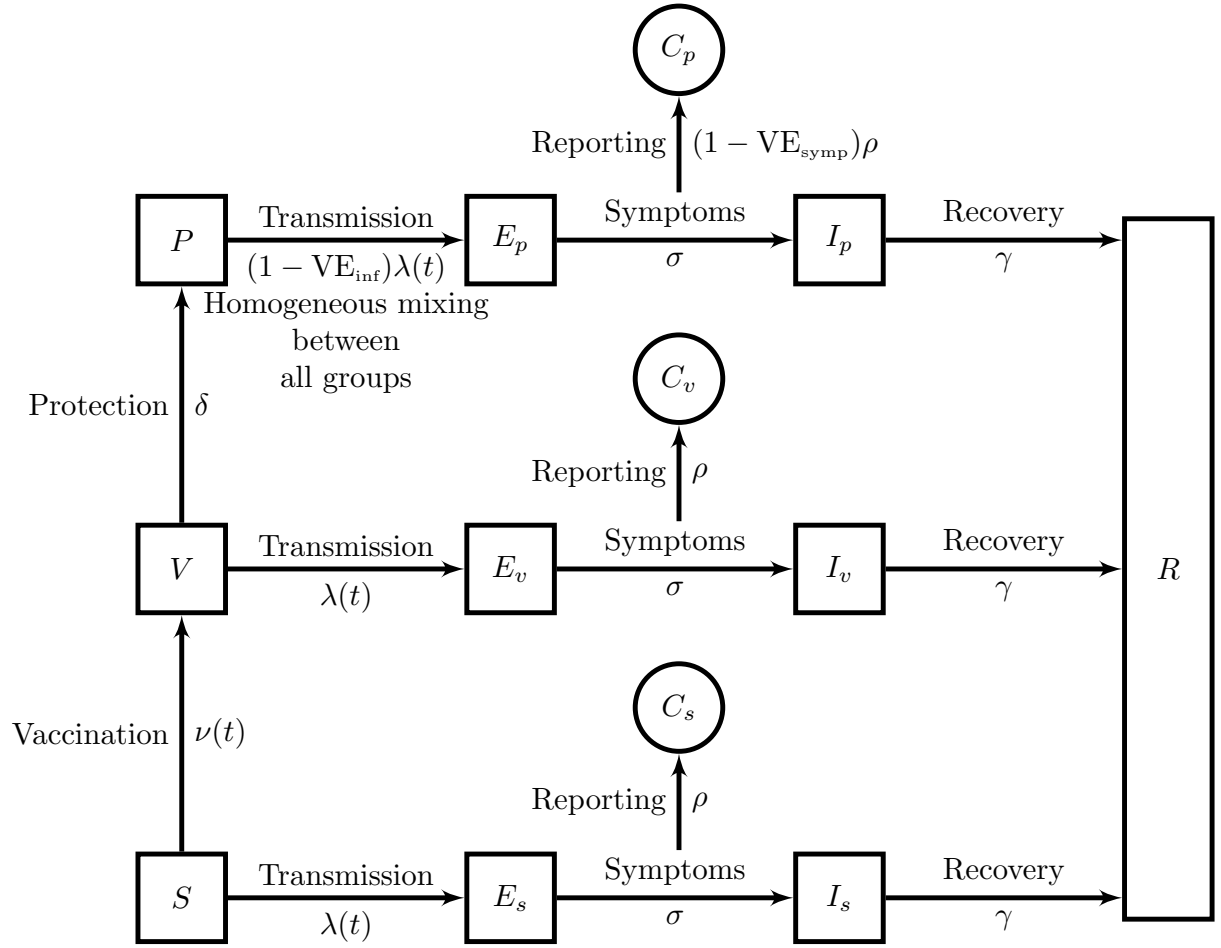 C_p
Reporting (1 − VE_symp)ρ
P
Transmission
(1 − VE_inf)λ(t)
Homogeneous mixing
between
all groups
E_p
Symptoms
σ
I_p
Recovery
γ
Protection δ
C_v
Reporting ρ
V
Transmission
λ(t)
E_v
Symptoms
σ
I_v
Recovery
γ
R
Vaccination ν(t)
C_s
Reporting ρ
S
Transmission
λ(t)
E_s
Symptoms
σ
I_s
Recovery
γ